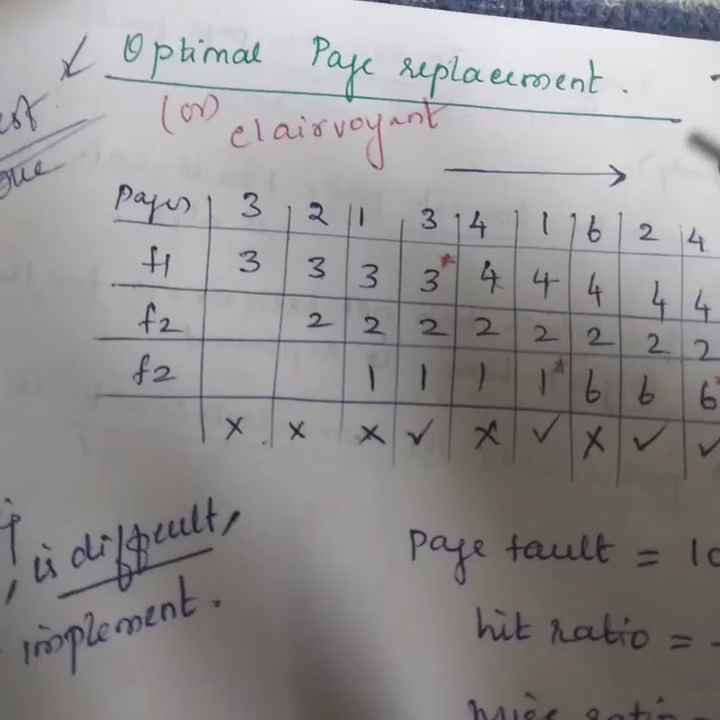 Optimal Page replacement.
(or) clairvoyant
Pages 3 2 1 3 4 1 6 2 4
f1 3 3 3 3* 4 4 4 4 4
f2 2 2 2 2 2 2 2 2
f2 1 1 1 1* 6 6 6
x x x ✓ x ✓ x ✓ ✓
is difficult,
implement.
Page fault = 10
hit ratio =